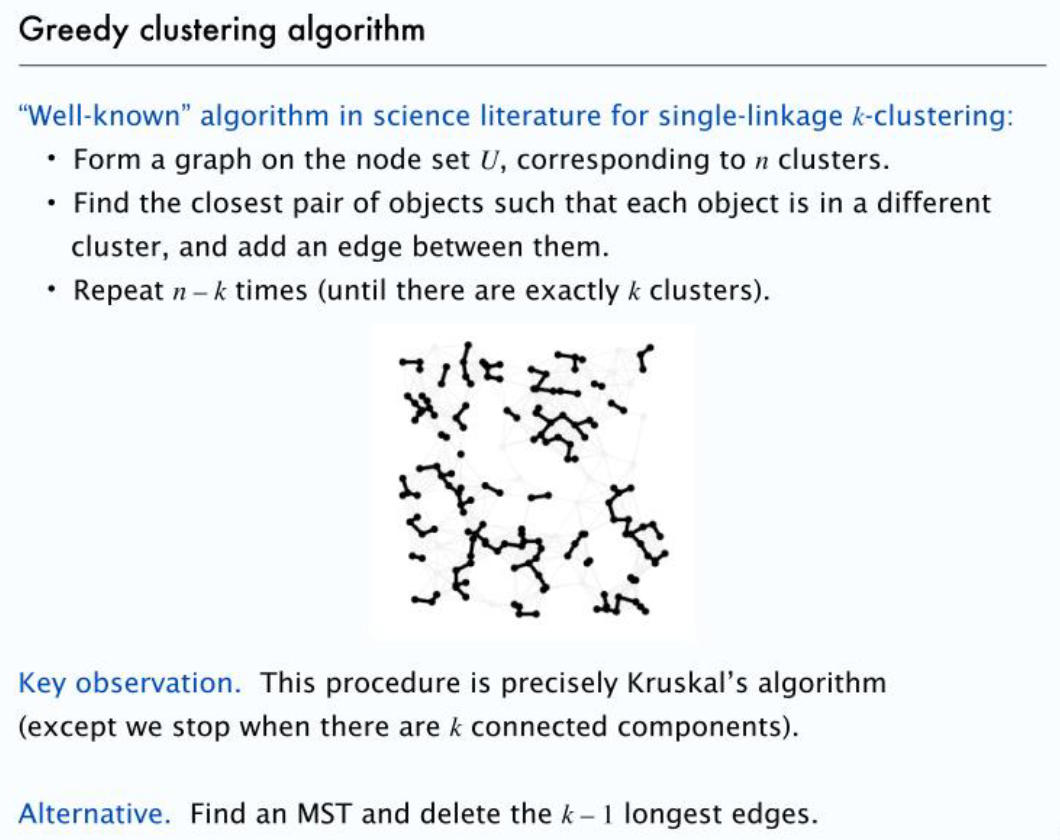 Greedy clustering algorithm
“Well-known” algorithm in science literature for single-linkage k-clustering:
• Form a graph on the node set U, corresponding to n clusters.
• Find the closest pair of objects such that each object is in a different
cluster, and add an edge between them.
• Repeat n – k times (until there are exactly k clusters).
Key observation. This procedure is precisely Kruskal’s algorithm
(except we stop when there are k connected components).
Alternative. Find an MST and delete the k – 1 longest edges.